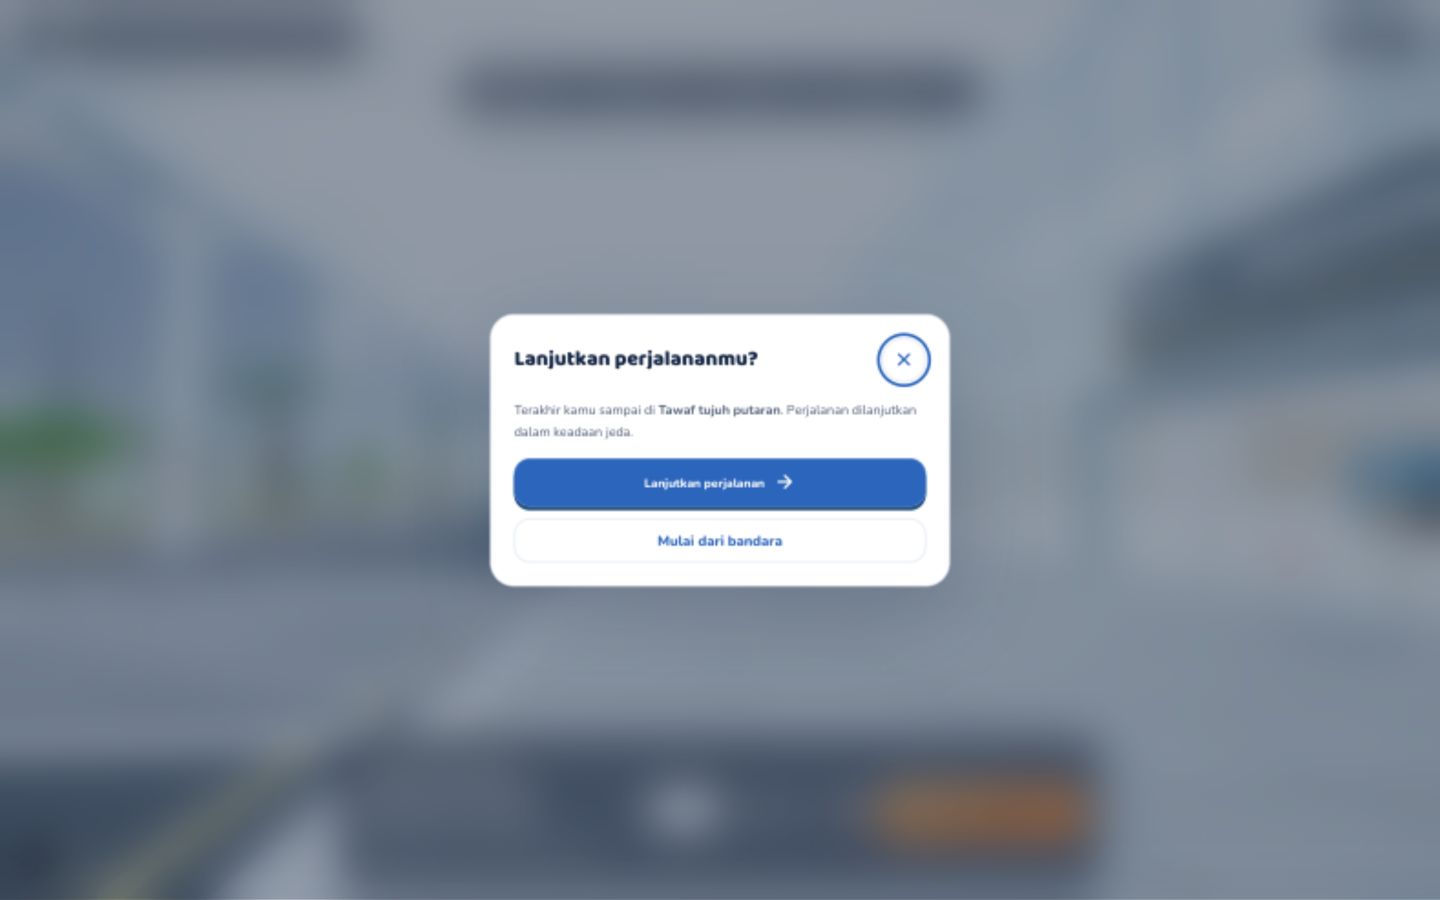 Lanjutkan perjalananmu?
Terakhir kamu sampai di Tawaf tujuh putaran. Perjalanan dilanjutkan
dalam keadaan jeda.
Lanjutkan perjalanan
Mulai dari bandara